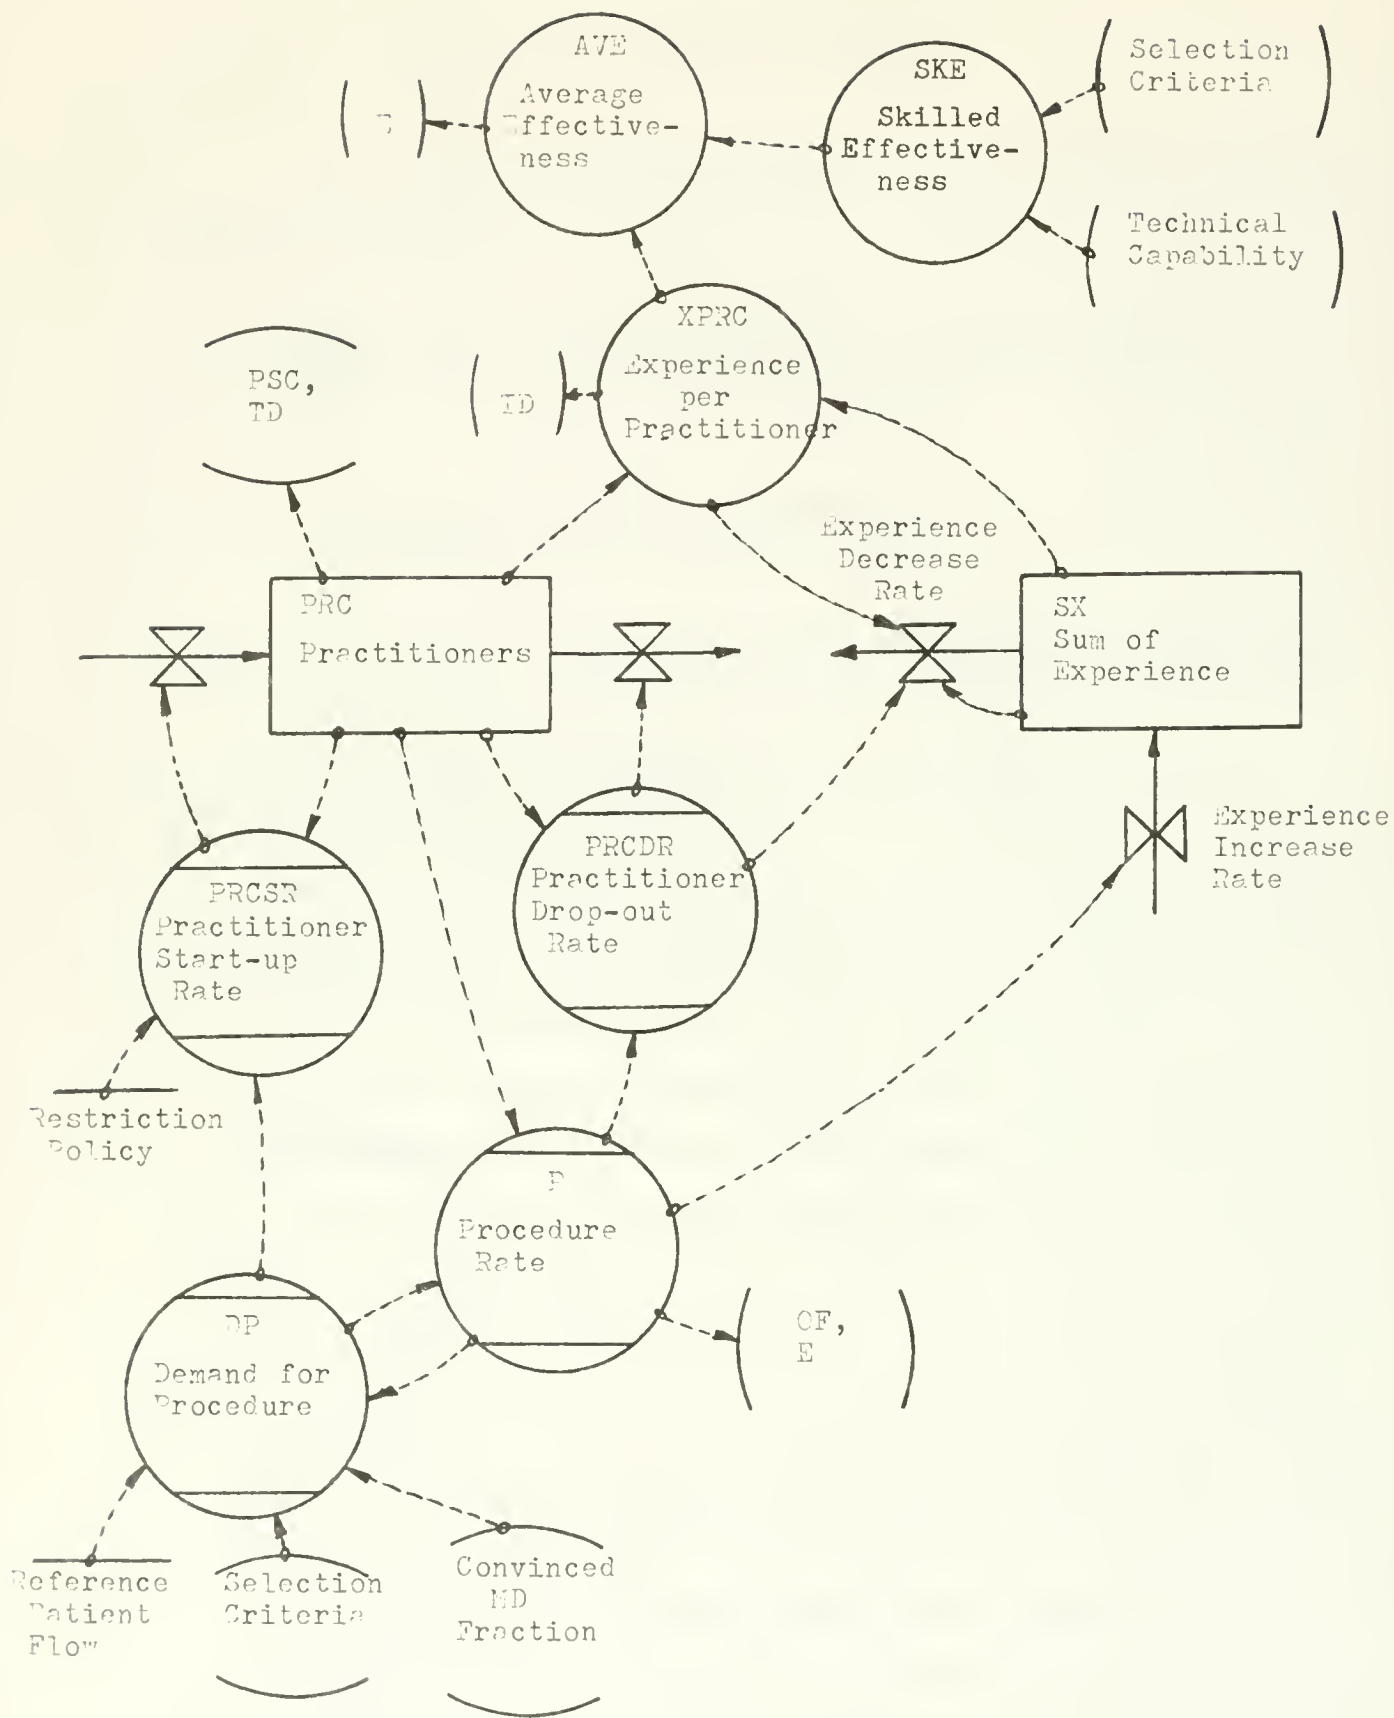 AVE
Average
Effective-
ness
SKE
Skilled
Effective-
ness
Selection
Criteria
Technical
Capability
XPRC
Experience
per
Practitioner
PSC,
TD
TD
Experience
Decrease
Rate
PRC
Practitioners
SX
Sum of
Experience
Experience
Increase
Rate
PRCDR
Practitioner
Drop-out
Rate
PRCSR
Practitioner
Start-up
Rate
Restriction
Policy
P
Procedure
Rate
OF,
E
DP
Demand for
Procedure
Reference
Patient
Flow
Selection
Criteria
Convinced
MD
Fraction